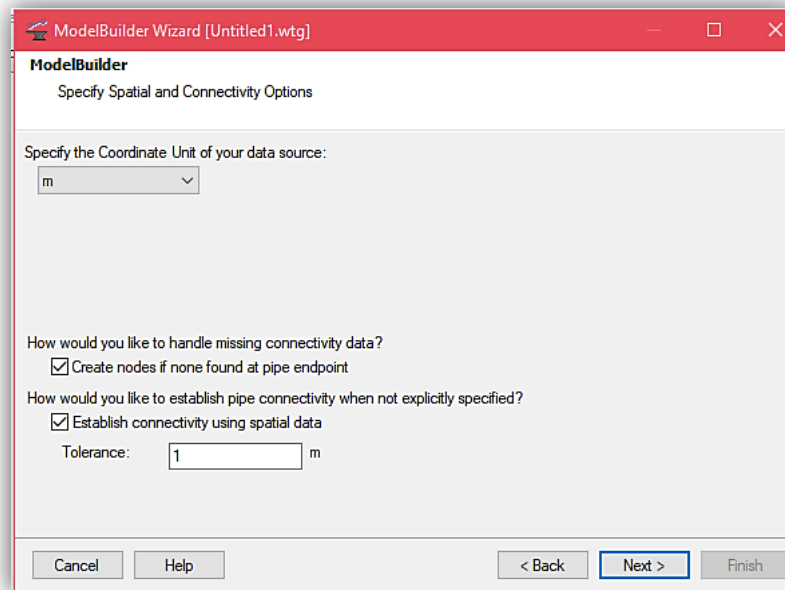 ModelBuilder Wizard [Untitled1.wtg]
ModelBuilder
Specify Spatial and Connectivity Options
Specify the Coordinate Unit of your data source:
m
How would you like to handle missing connectivity data?
Create nodes if none found at pipe endpoint
How would you like to establish pipe connectivity when not explicitly specified?
Establish connectivity using spatial data
Tolerance: 1 m
Cancel Help < Back Next > Finish